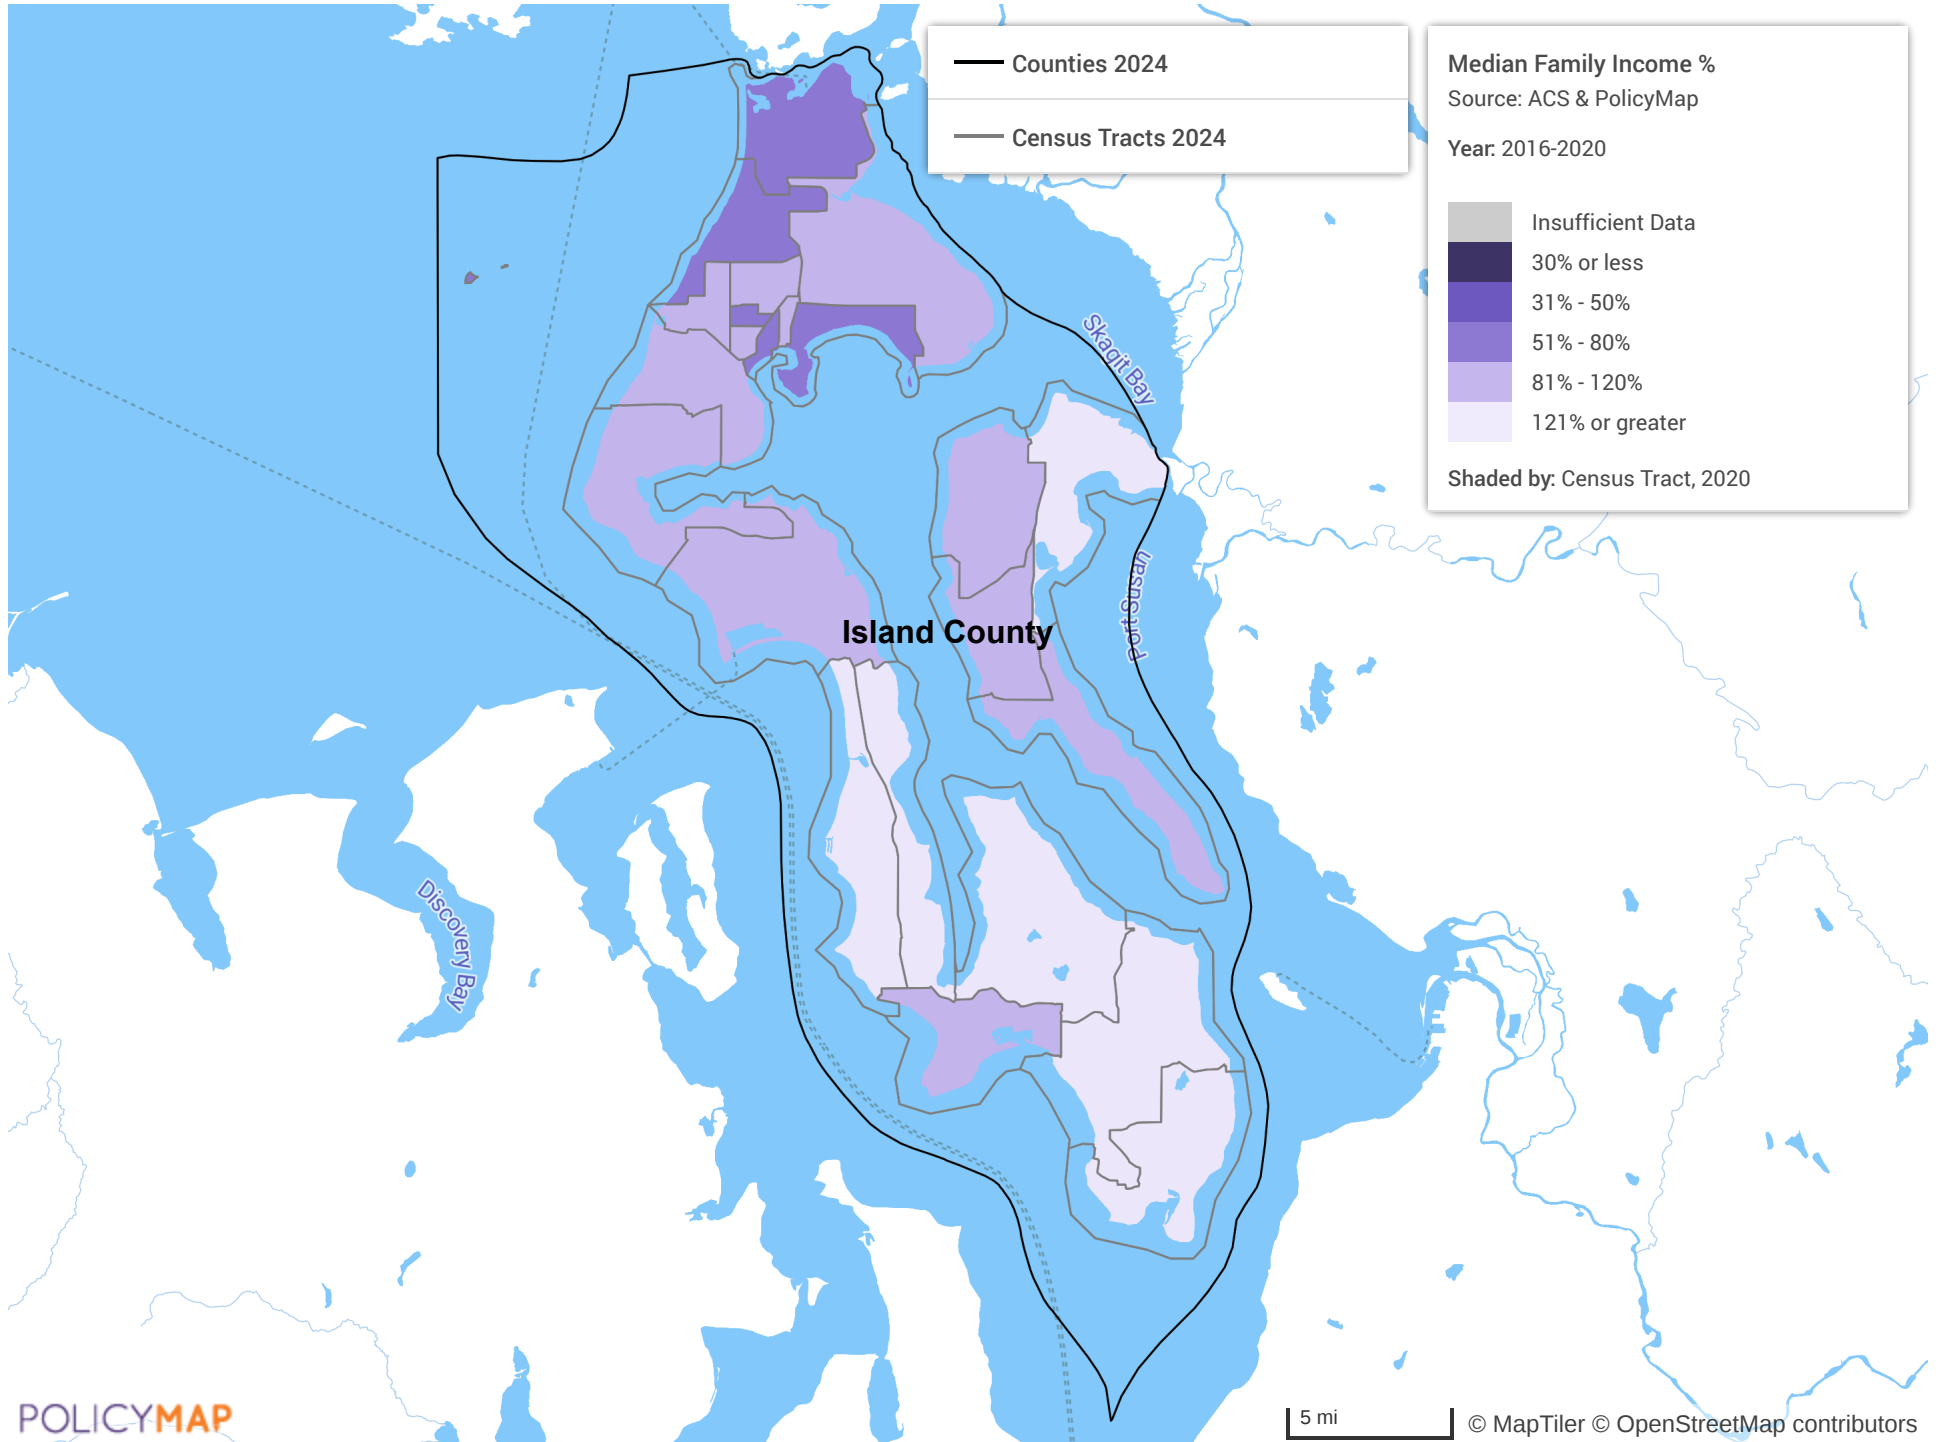 Counties 2024
Census Tracts 2024
Median Family Income %
Source: ACS & PolicyMap
Year: 2016-2020
Insufficient Data
30% or less
31% - 50%
51% - 80%
81% - 120%
121% or greater
Shaded by: Census Tract, 2020
Skagit Bay
Port Susan
Island County
Discovery Bay
POLICYMAP
5 mi
© MapTiler © OpenStreetMap contributors